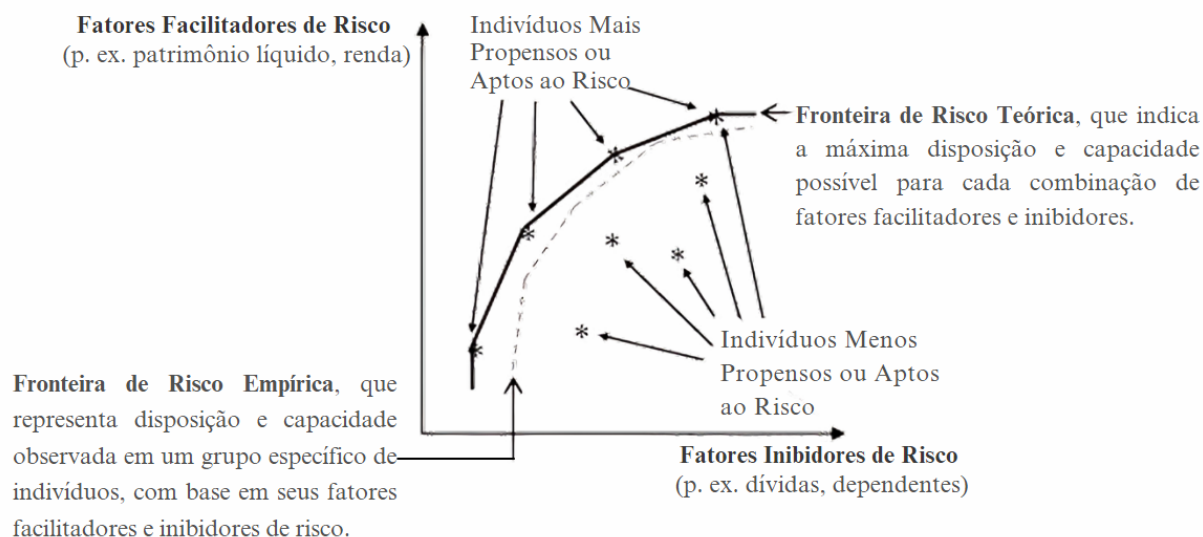 Fatores Facilitadores de Risco
(p. ex. patrimônio líquido, renda)
Indivíduos Mais
Propensos ou
Aptos ao Risco
Fronteira de Risco Teórica, que indica
a máxima disposição e capacidade
possível para cada combinação de
fatores facilitadores e inibidores.
Indivíduos Menos
Propensos ou Aptos
ao Risco
Fronteira de Risco Empírica, que
representa disposição e capacidade
observada em um grupo específico de
indivíduos, com base em seus fatores
facilitadores e inibidores de risco.
Fatores Inibidores de Risco
(p. ex. dívidas, dependentes)